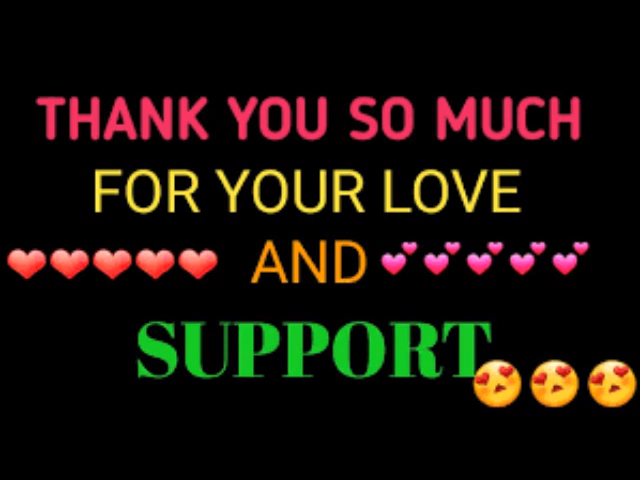 THANK YOU SO MUCH
FOR YOUR LOVE
❤❤❤❤❤ AND 💕💕💕💕💕
SUPPORT 😍😍😍